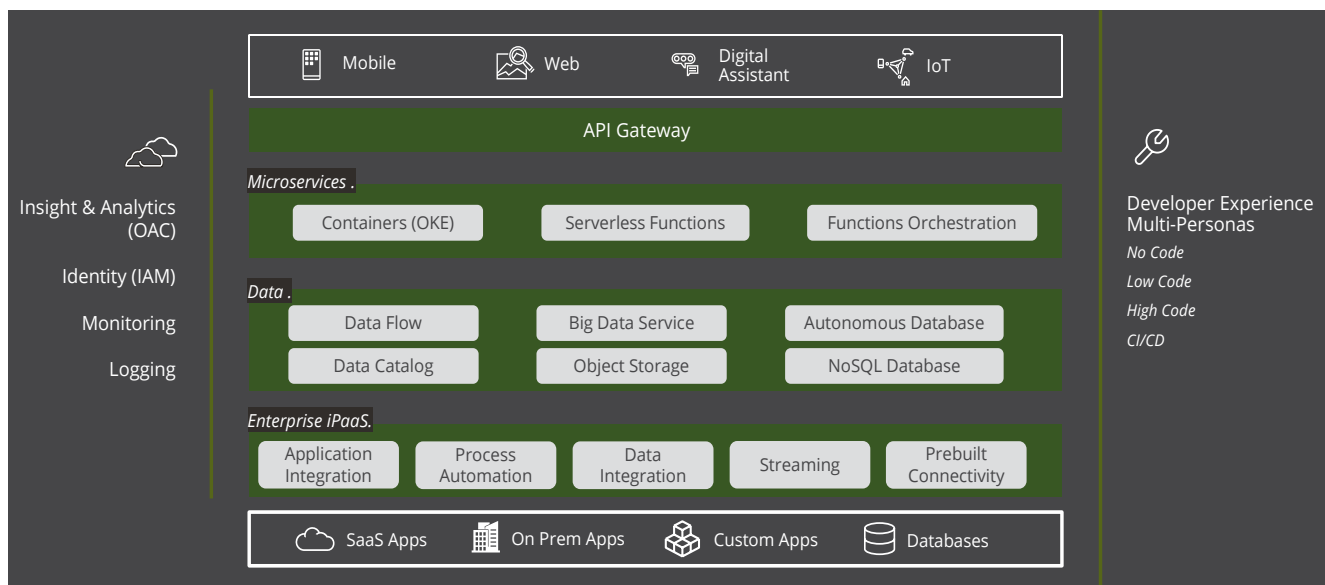 Mobile
Web
Digital
Assistant
IoT
API Gateway
Insight & Analytics
(OAC)
Identity (IAM)
Monitoring
Logging
Microservices .
Containers (OKE)
Serverless Functions
Functions Orchestration
Data .
Data Flow
Big Data Service
Autonomous Database
Data Catalog
Object Storage
NoSQL Database
Enterprise iPaaS.
Application
Integration
Process
Automation
Data
Integration
Streaming
Prebuilt
Connectivity
SaaS Apps
On Prem Apps
Custom Apps
Databases
Developer Experience
Multi-Personas
No Code
Low Code
High Code
CI/CD